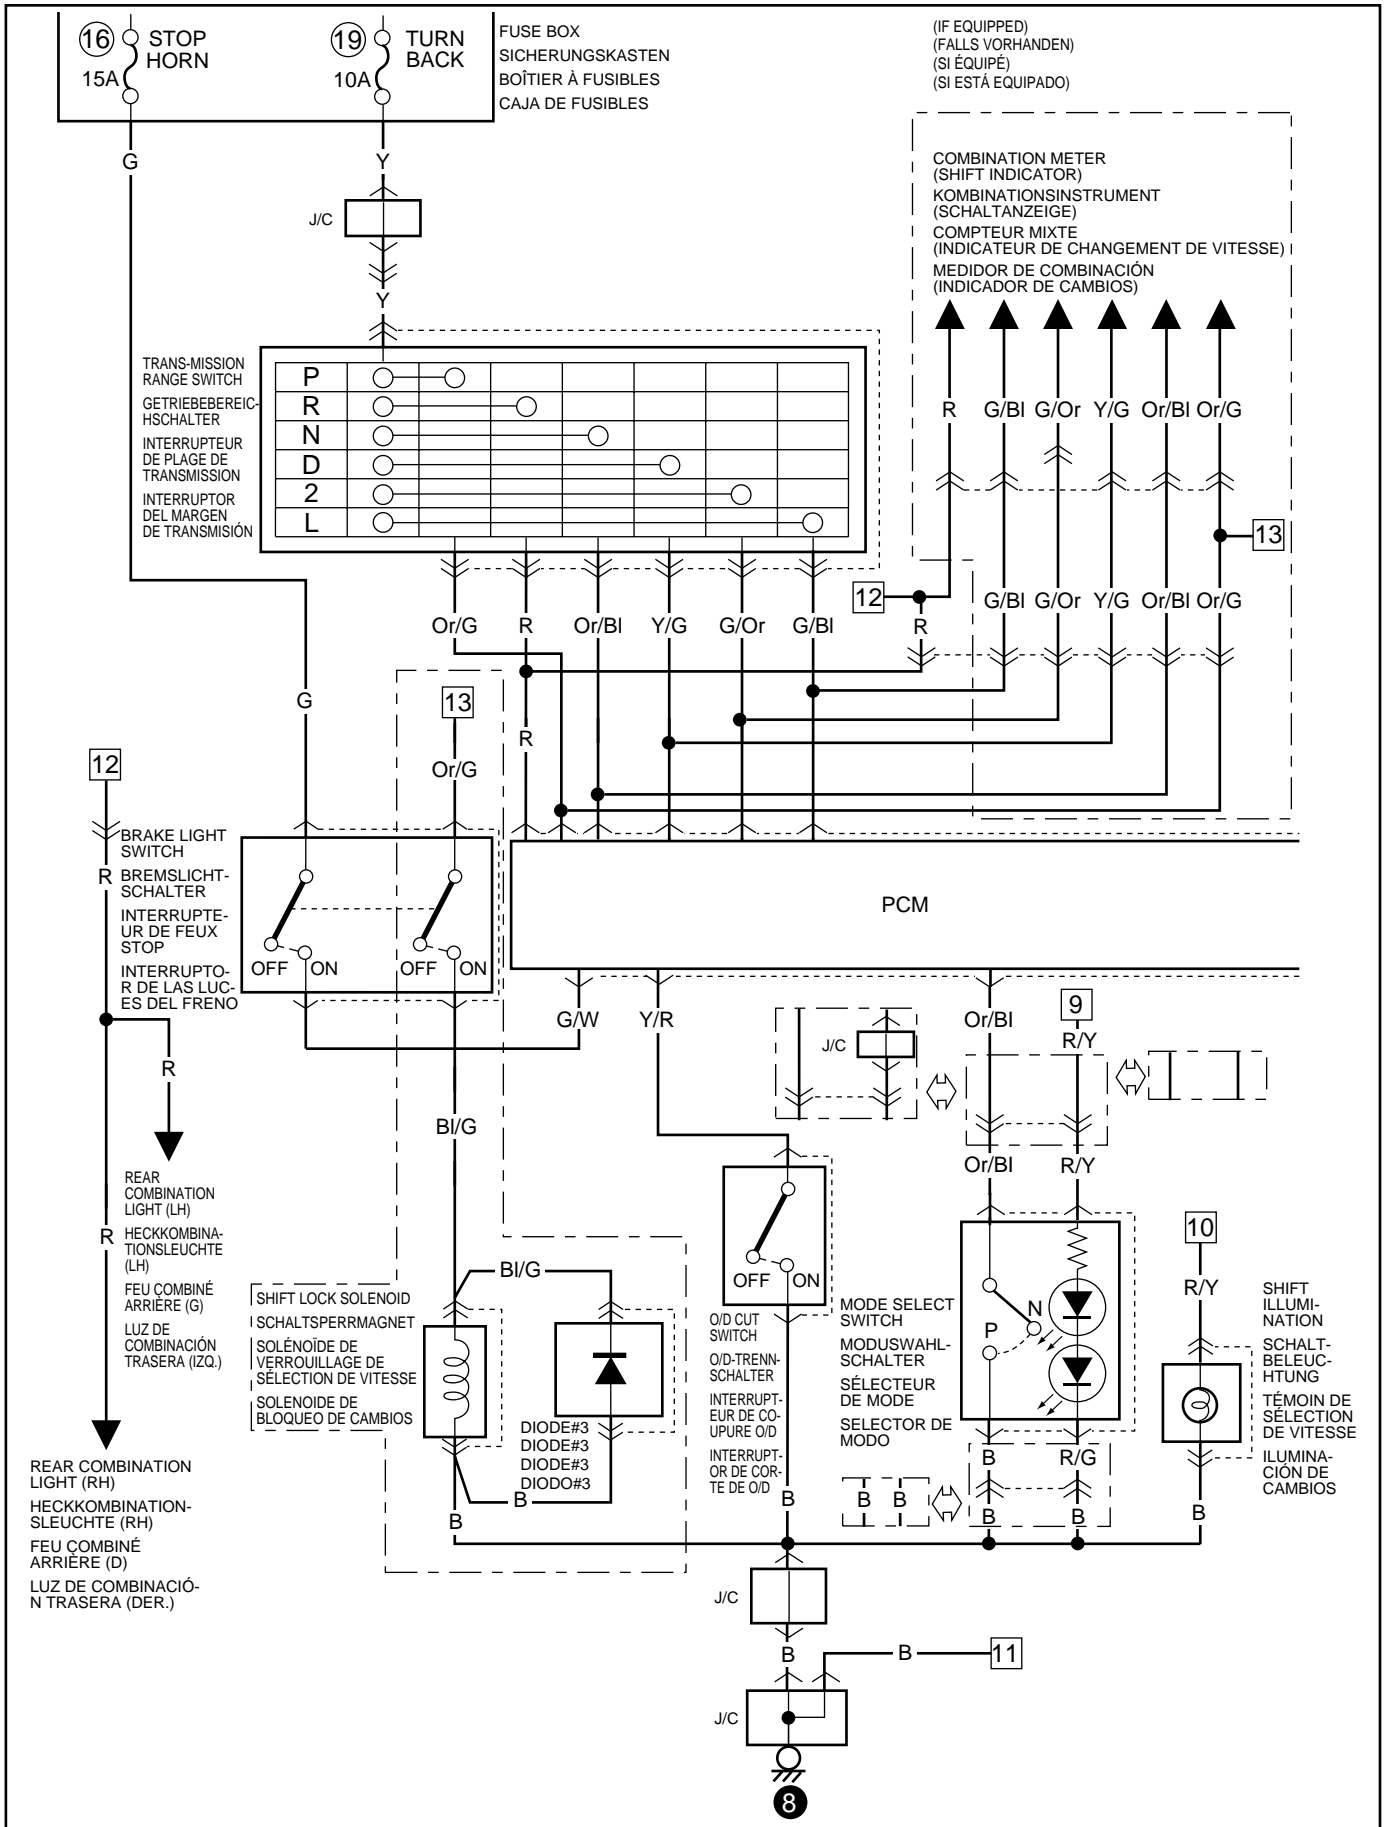 16 STOP HORN 15A
19 TURN BACK 10A
FUSE BOX
SICHERUNGSKASTEN
BOÎTIER À FUSIBLES
CAJA DE FUSIBLES
(IF EQUIPPED)
(FALLS VORHANDEN)
(SI ÉQUIPÉ)
(SI ESTÁ EQUIPADO)
G
Y
J/C
Y
COMBINATION METER
(SHIFT INDICATOR)
KOMBINATIONSINSTRUMENT
(SCHALTANZEIGE)
COMPTEUR MIXTE
(INDICATEUR DE CHANGEMENT DE VITESSE)
MEDIDOR DE COMBINACIÓN
(INDICADOR DE CAMBIOS)
TRANS-MISSION
RANGE SWITCH
GETRIEBEBEREIC-
HSCHALTER
INTERRUPTEUR
DE PLAGE DE
TRANSMISSION
INTERRUPTOR
DEL MARGEN
DE TRANSMISIÓN
P
R
N
D
2
L
R G/Bl G/Or Y/G Or/Bl Or/G
13
12
R G/Bl G/Or Y/G Or/Bl Or/G
Or/G R Or/Bl Y/G G/Or G/Bl
G
13
R
Or/G
12
BRAKE LIGHT
SWITCH
R
BREMSLICHT-
SCHALTER
INTERRUPTE-
UR DE FEUX
STOP
INTERRUPTO-
R DE LAS LUC-
ES DEL FRENO
OFF ON OFF ON
PCM
G/W Y/R
J/C
Or/Bl
9
R/Y
R
Bl/G
Or/Bl R/Y
REAR
COMBINATION
LIGHT (LH)
R
HECKKOMBINA-
TIONSLEUCHTE
(LH)
FEU COMBINÉ
ARRIÈRE (G)
LUZ DE
COMBINACIÓN
TRASERA (IZQ.)
Bl/G
SHIFT LOCK SOLENOID
SCHALTSPERRMAGNET
SOLÉNOÏDE DE
VERROUILLAGE DE
SÉLECTION DE VITESSE
SOLENOIDE DE
BLOQUEO DE CAMBIOS
DIODE#3
DIODE#3
DIODE#3
DIODO#3
B
B
OFF ON
O/D CUT
SWITCH
O/D-TRENN-
SCHALTER
INTERRUPT-
EUR DE CO-
UPURE O/D
INTERRUPT-
OR DE COR-
TE DE O/D
B
MODE SELECT
SWITCH
MODUSWAHL-
SCHALTER
SÉLECTEUR
DE MODE
SELECTOR DE
MODO
P N
B R/G
B B
B B
10
R/Y
B
SHIFT
ILLUMI-
NATION
SCHALT-
BELEUC-
HTUNG
TÉMOIN DE
SÉLECTION
DE VITESSE
ILUMINA-
CIÓN DE
CAMBIOS
REAR COMBINATION
LIGHT (RH)
HECKKOMBINATION-
SLEUCHTE (RH)
FEU COMBINÉ
ARRIÈRE (D)
LUZ DE COMBINACIÓ-
N TRASERA (DER.)
J/C
B
B
11
J/C
8